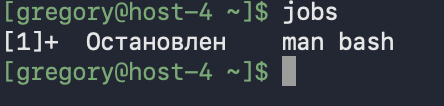 [gregory@host-4 ~]$ jobs
[1]+  Остановлен    man bash
[gregory@host-4 ~]$